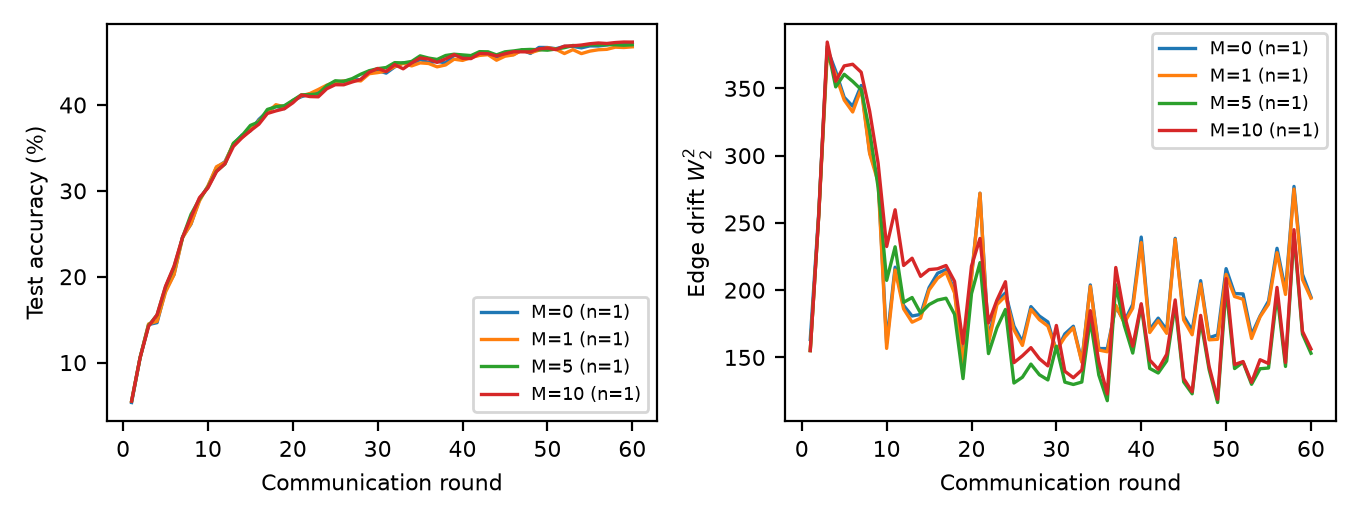 Test accuracy (%)
40
30
20
10
0
10
20
30
40
50
60
Communication round
M=0 (n=1)
M=1 (n=1)
M=5 (n=1)
M=10 (n=1)
Edge drift $W_2^2$
350
300
250
200
150
0
10
20
30
40
50
60
Communication round
M=0 (n=1)
M=1 (n=1)
M=5 (n=1)
M=10 (n=1)